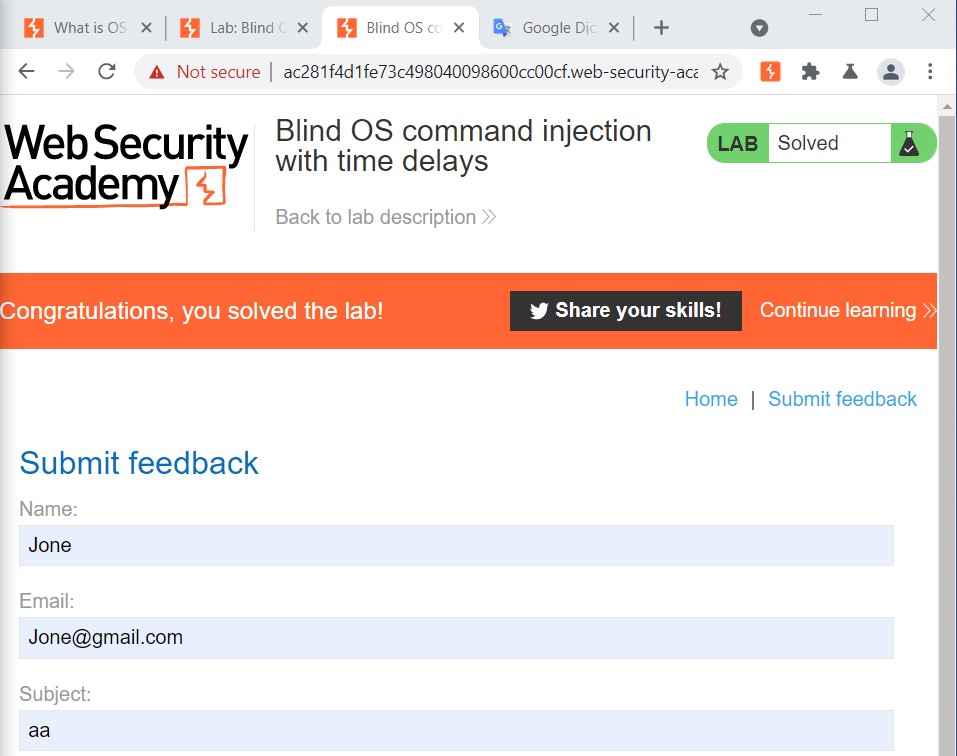 What is OS
Lab: Blind O
Blind OS co
Google Dic
Not secure
ac281f4d1fe73c498040098600cc00cf.web-security-aca
Web Security
Academy
Blind OS command injection
with time delays
Back to lab description
LAB Solved
Congratulations, you solved the lab!
Share your skills!
Continue learning
Home | Submit feedback
Submit feedback
Name:
Jone
Email:
Jone@gmail.com
Subject:
aa